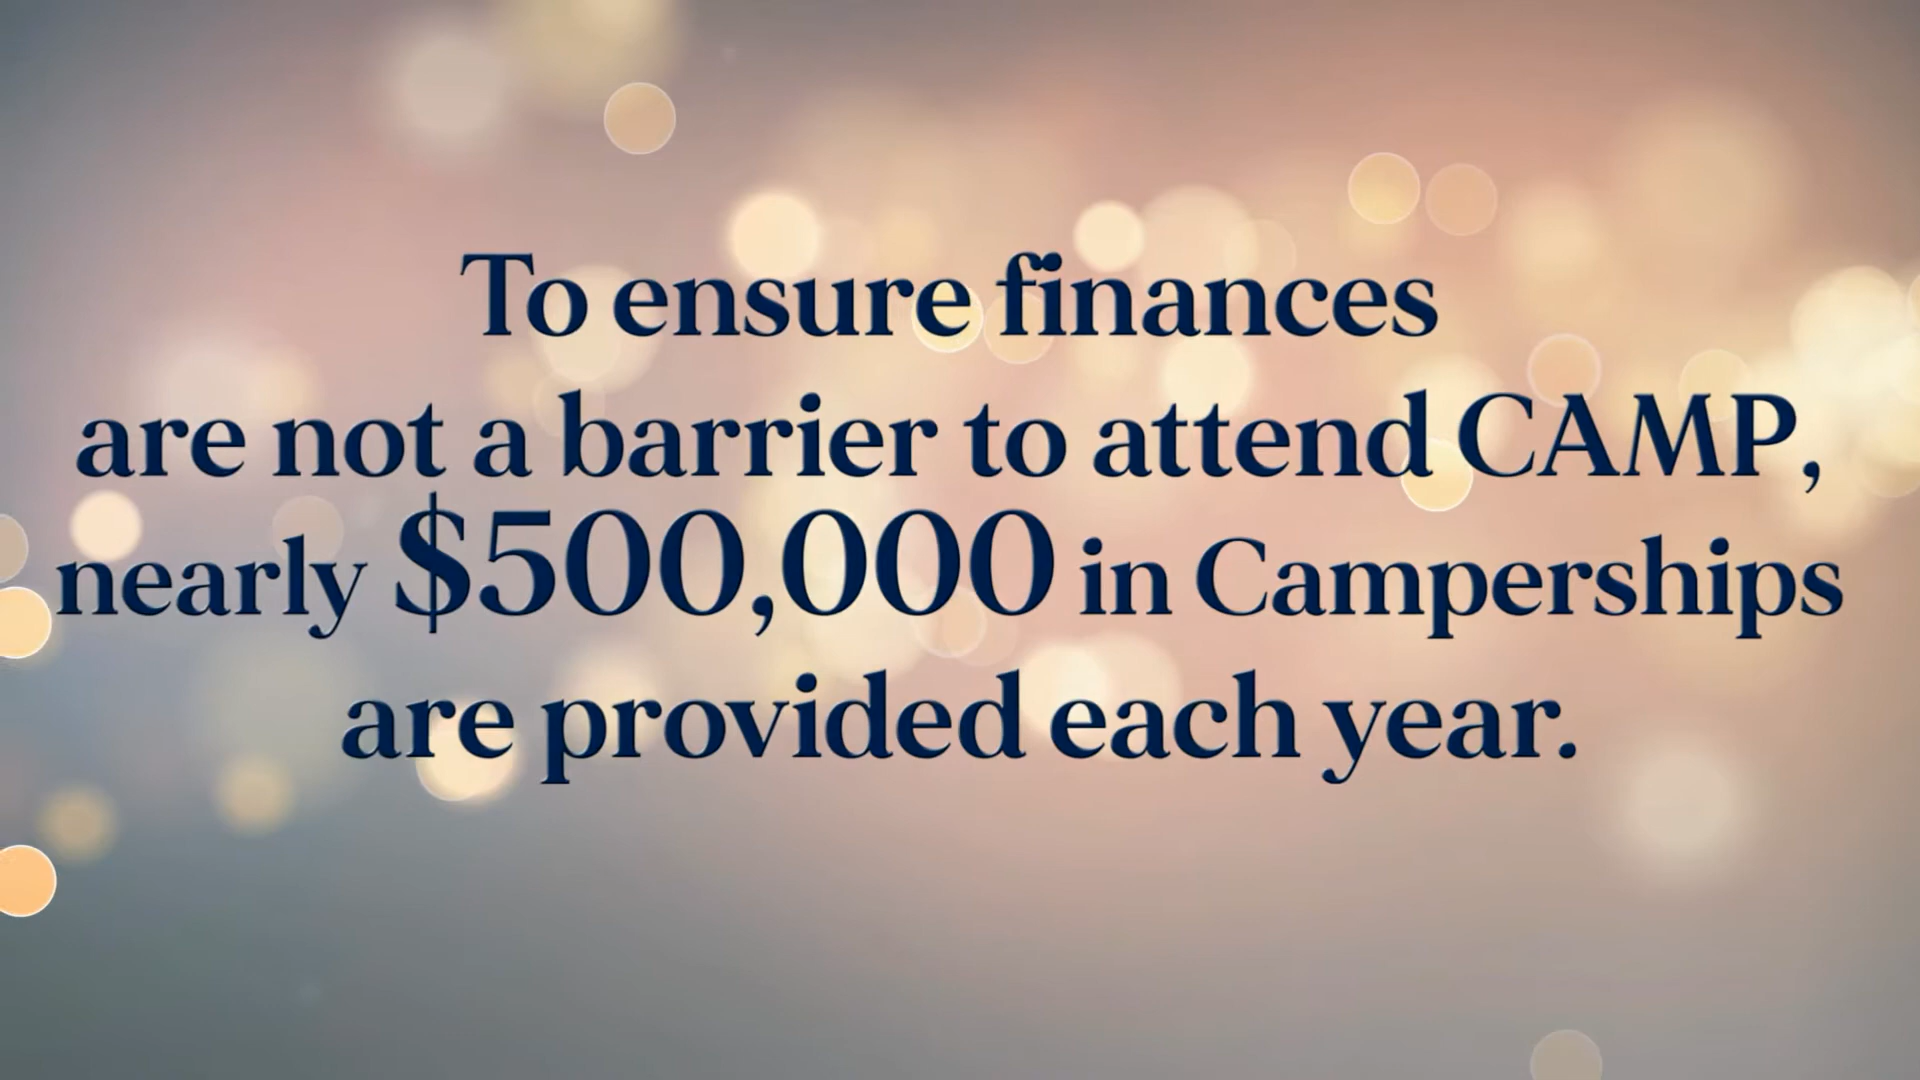 To ensure finances
are not a barrier to attend CAMP,
nearly $500,000 in Camperships
are provided each year.